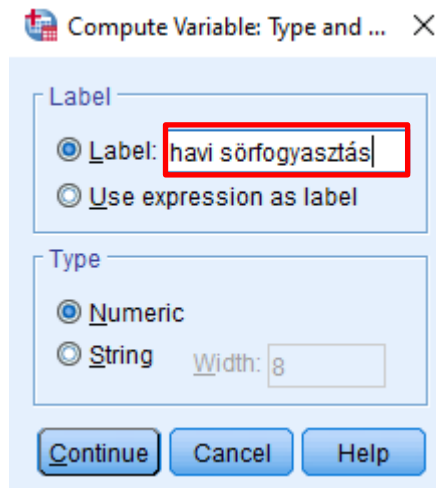 Compute Variable: Type and ...
Label
Label: havi sörfogyasztás
Use expression as label
Type
Numeric
String Width: 8
Continue Cancel Help